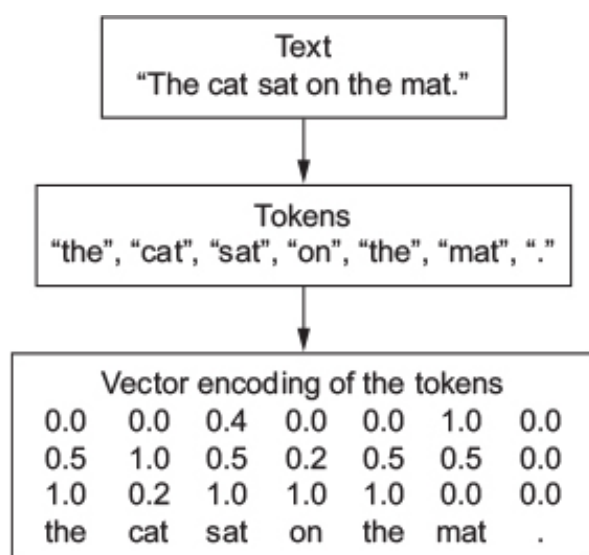 Text
“The cat sat on the mat.”
Tokens
“the”, “cat”, “sat”, “on”, “the”, “mat”, “.”
Vector encoding of the tokens
0.0 0.0 0.4 0.0 0.0 1.0 0.0
0.5 1.0 0.5 0.2 0.5 0.5 0.0
1.0 0.2 1.0 1.0 1.0 0.0 0.0
the cat sat on the mat .